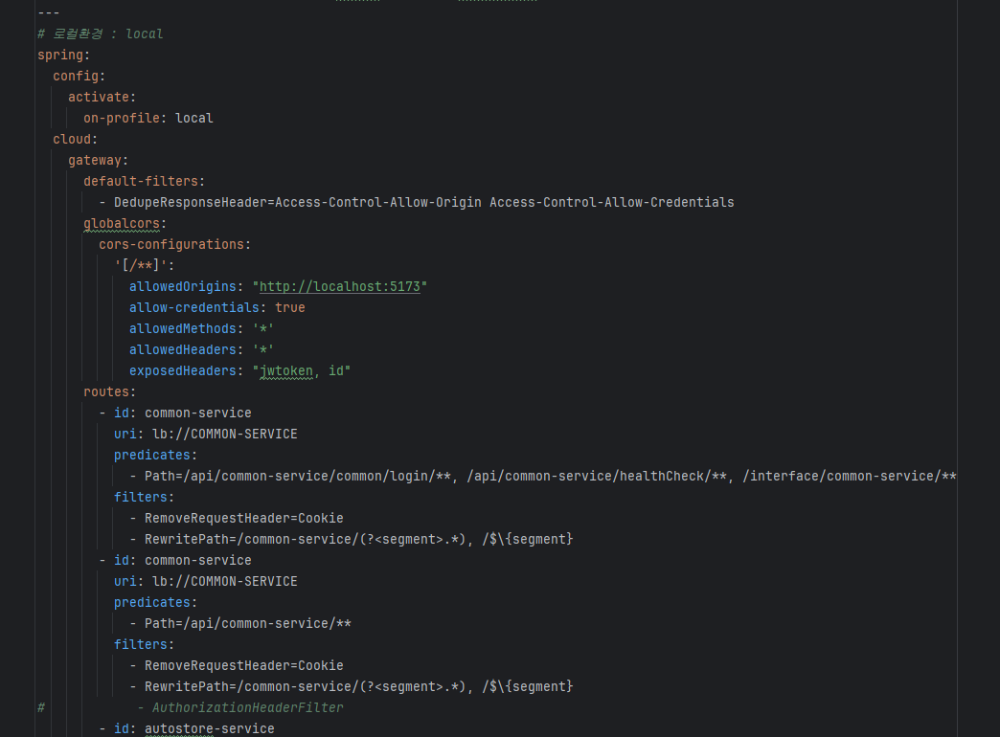 ---
# 로컬환경 : local
spring:
  config:
    activate:
      on-profile: local
  cloud:
    gateway:
      default-filters:
        - DedupeResponseHeader=Access-Control-Allow-Origin Access-Control-Allow-Credentials
      globalcors:
        cors-configurations:
          '[/**]':
            allowedOrigins: "http://localhost:5173"
            allow-credentials: true
            allowedMethods: '*'
            allowedHeaders: '*'
            exposedHeaders: "jwtoken, id"
      routes:
        - id: common-service
          uri: lb://COMMON-SERVICE
          predicates:
            - Path=/api/common-service/common/login/**, /api/common-service/healthCheck/**, /interface/common-service/**
          filters:
            - RemoveRequestHeader=Cookie
            - RewritePath=/common-service/(?<segment>.*), /$\{segment}
        - id: common-service
          uri: lb://COMMON-SERVICE
          predicates:
            - Path=/api/common-service/**
          filters:
            - RemoveRequestHeader=Cookie
            - RewritePath=/common-service/(?<segment>.*), /$\{segment}
#            - AuthorizationHeaderFilter
        - id: autostore-service